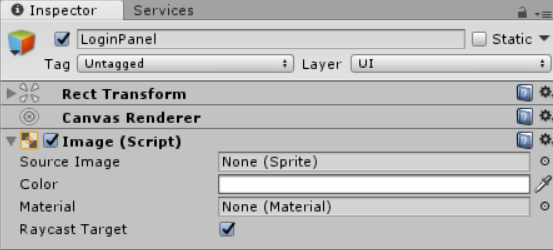 Inspector Services
LoginPanel Static
Tag Untagged Layer UI
Rect Transform
Canvas Renderer
Image (Script)
Source Image None (Sprite)
Color
Material None (Material)
Raycast Target